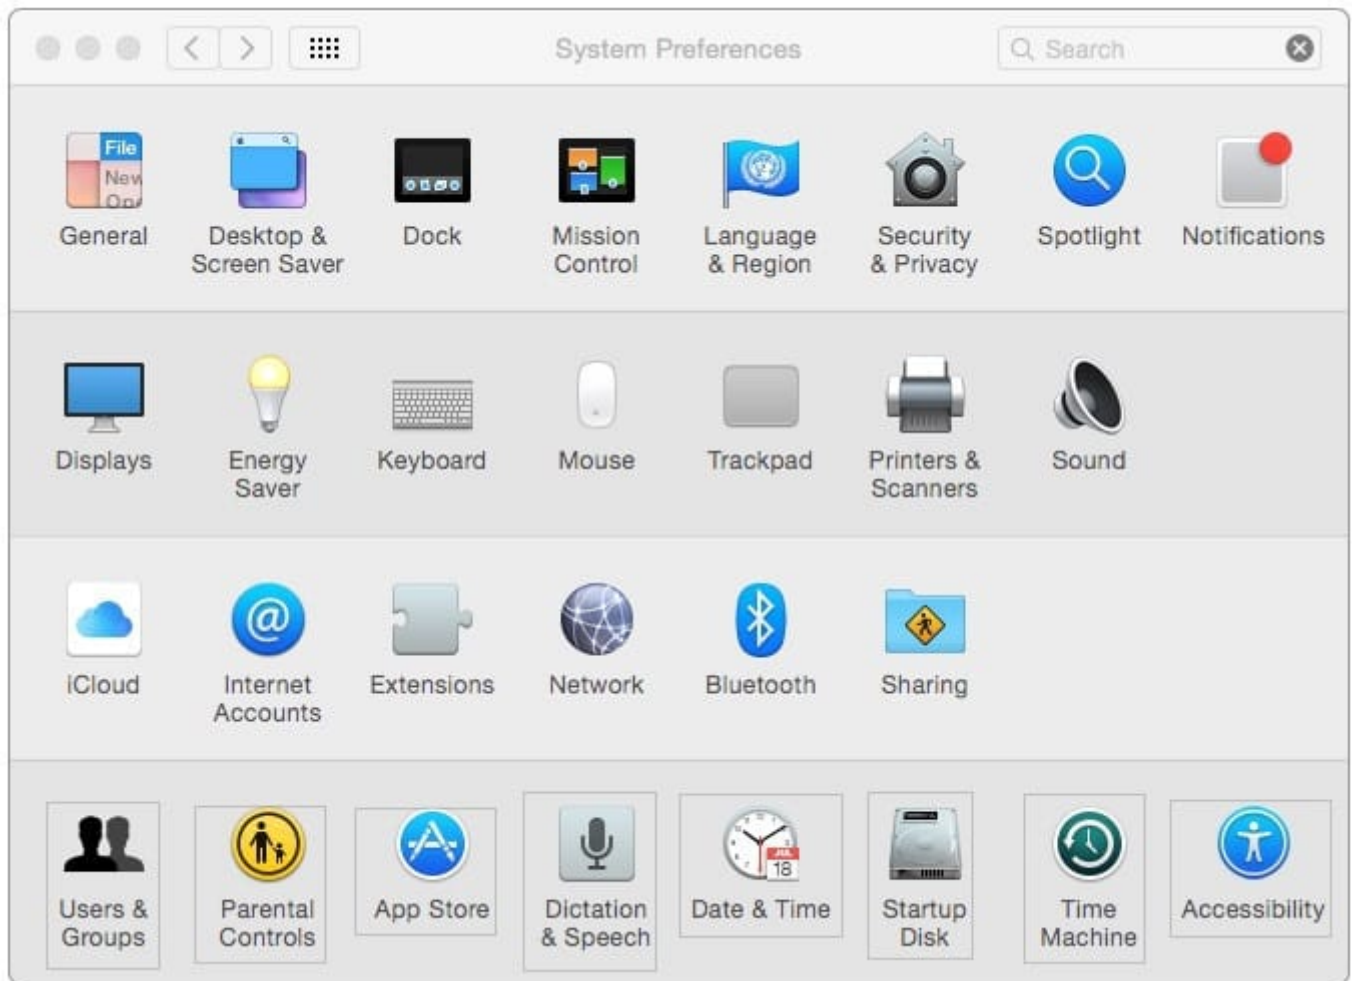 System Preferences
Search
File
New
Ope
General
Desktop &
Screen Saver
Dock
Mission
Control
Language
& Region
Security
& Privacy
Spotlight
Notifications
Displays
Energy
Saver
Keyboard
Mouse
Trackpad
Printers &
Scanners
Sound
@
iCloud
Internet
Accounts
Extensions
Network
Bluetooth
Sharing
JUL
18
Users &
Groups
Parental
Controls
App Store
Dictation
& Speech
Date & Time
Startup
Disk
Time
Machine
Accessibility